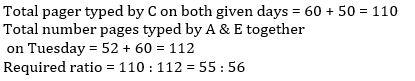 Total pager typed by C on both given days = 60 + 50 = 110
Total number pages typed by A & E together
on Tuesday = 52 + 60 = 112
Required ratio = 110 : 112 = 55 : 56